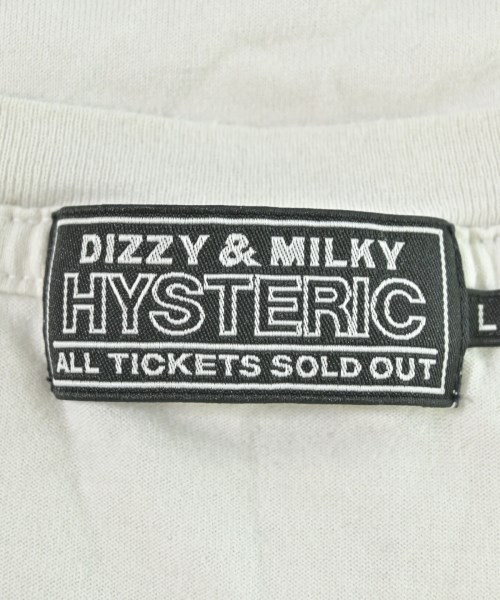 DIZZY & MILKY
HYSTERIC
ALL TICKETS SOLD OUT
L